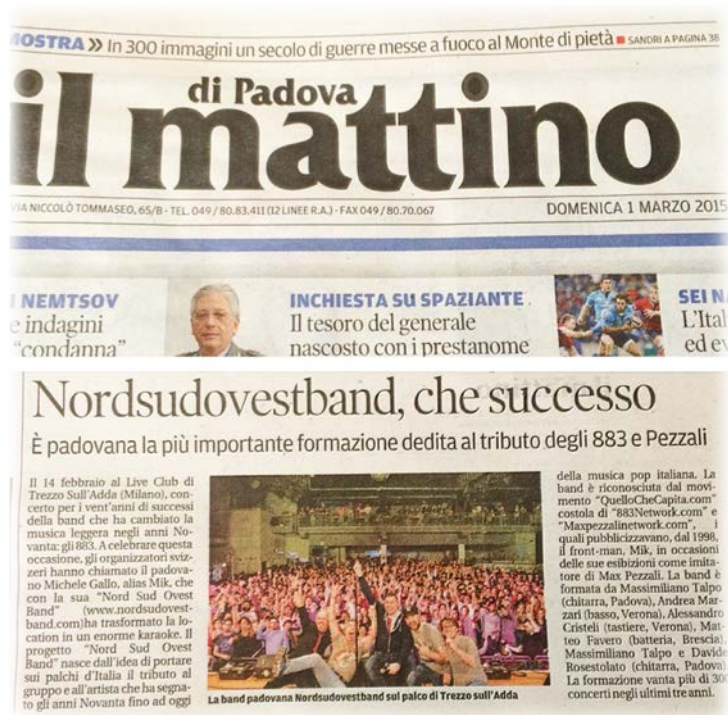 MOSTRA » In 300 immagini un secolo di guerre messe a fuoco al Monte di pietà ■ SANDRI A PAGINA 38
il mattino
di Padova
VIA NICCOLÒ TOMMASEO, 65/B - TEL. 049/80.83.411 (12 LINEE R.A.) - FAX 049/80.70.067
DOMENICA 1 MARZO 2015
I NEMTSOV
e indagini
"condanna"
INCHIESTA SU SPAZIANTE
Il tesoro del generale
nascosto con i prestanome
SEI N
L'Ital
ed ev
Nordsudovestband, che successo
È padovana la più importante formazione dedita al tributo degli 883 e Pezzali
Il 14 febbraio al Live Club di
Trezzo Sull'Adda (Milano), con-
certo per i vent'anni di successi
della band che ha cambiato la
musica leggera negli anni No-
vanta: gli 883. A celebrare questa
occasione, gli organizzatori sviz-
zeri hanno chiamato il padova-
no Michele Gallo, alias Mik, che
con la sua "Nord Sud Ovest
Band" (www.nordsudovest-
band.com) ha trasformato la lo-
cation in un enorme karaoke. Il
progetto "Nord Sud Ovest
Band" nasce dall'idea di portare
sui palchi d'Italia il tributo al
gruppo e all'artista che ha segna-
to gli anni Novanta fino ad oggi
La band padovana Nordsudovestband sul palco di Trezzo sull'Adda
della musica pop italiana. La
band è riconosciuta dal movi-
mento "QuelloCheCapita.com"
costola di "883Network.com" e
"Maxpezzalinetwork.com", i
quali pubblicizzavano, dal 1998,
il front-man, Mik, in occasioni
delle sue esibizioni come imita-
tore di Max Pezzali. La band è
formata da Massimiliano Talpo
(chitarra, Padova), Andrea Mar-
zari (basso, Verona), Alessandro
Cristeli (tastiere, Verona), Mat-
teo Favero (batteria, Brescia),
Massimiliano Talpo e Davide
Rosestolato (chitarra, Padova)
La formazione vanta più di 300
concerti negli ultimi tre anni.